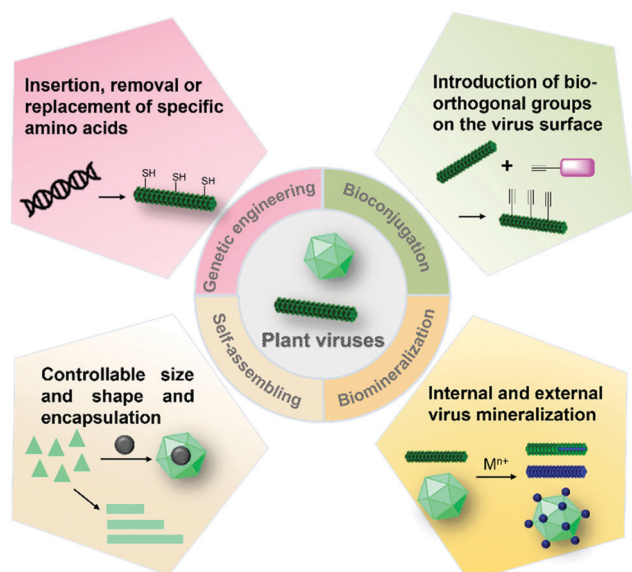 Insertion, removal or
replacement of specific
amino acids
SH
SH
SH
Introduction of bio-
orthogonal groups
on the virus surface
+
Genetic engineering
Bioconjugation
Plant viruses
Self-assembling
Biomineralization
Controllable size
and shape and
encapsulation
Internal and external
virus mineralization
Mⁿ⁺